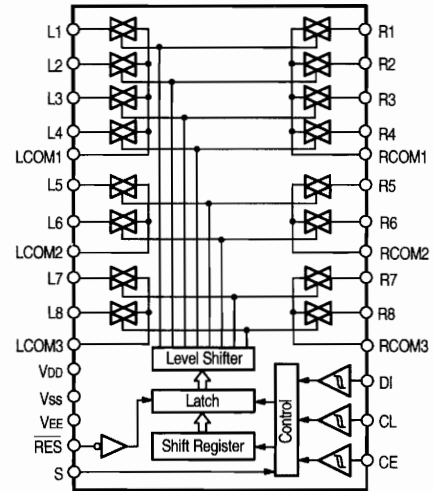 L1
R1
L2
R2
L3
R3
L4
R4
LCOM1
RCOM1
L5
R5
L6
R6
LCOM2
RCOM2
L7
R7
L8
R8
LCOM3
RCOM3
Level Shifter
VDD
DI
VSS
Latch
Control
CL
VEE
RES
Shift Register
CE
S